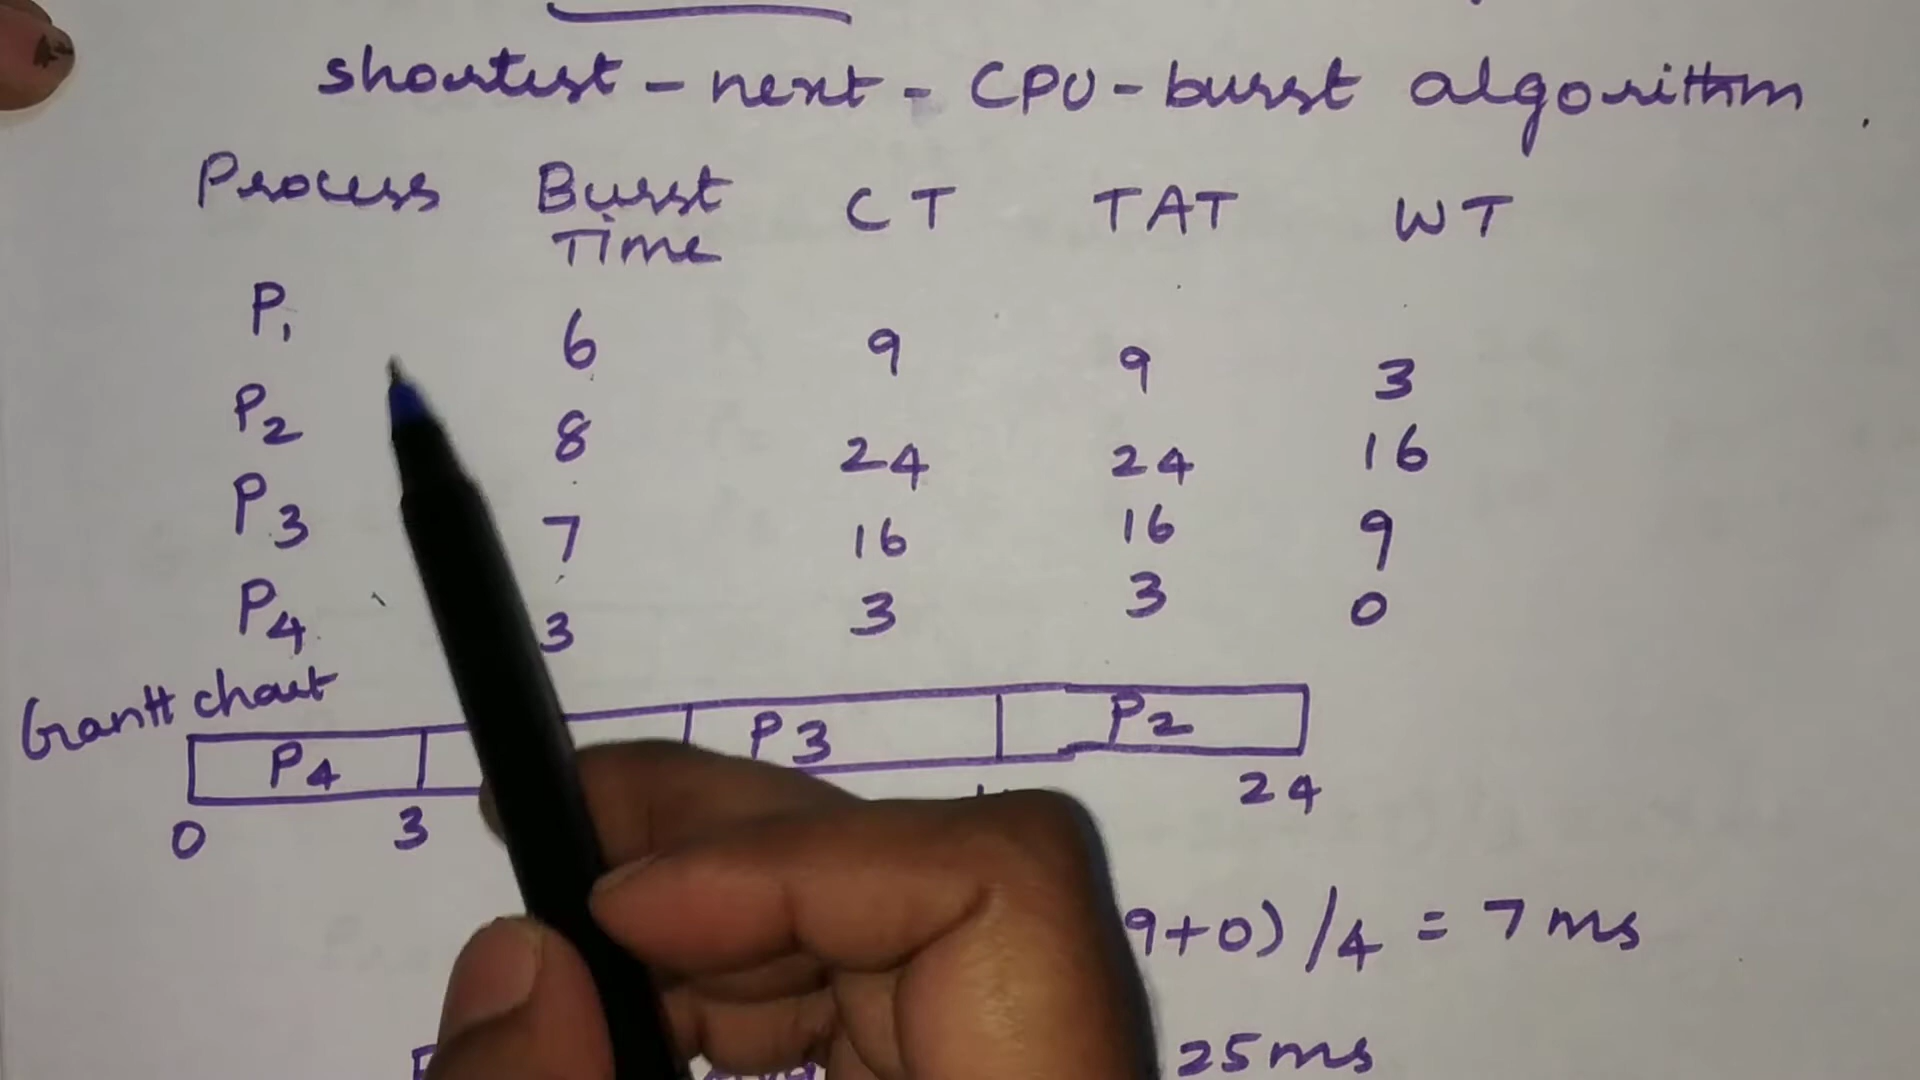 shortest - next - CPU - burst algorithm
Process Burst Time CT TAT WT
P1 6 9 9 3
P2 8 24 24 16
P3 7 16 16 9
P4 3 3 3 0
Gantt chart
P4 P3 P2
0 3 24
9+0) /4 = 7 ms
25ms